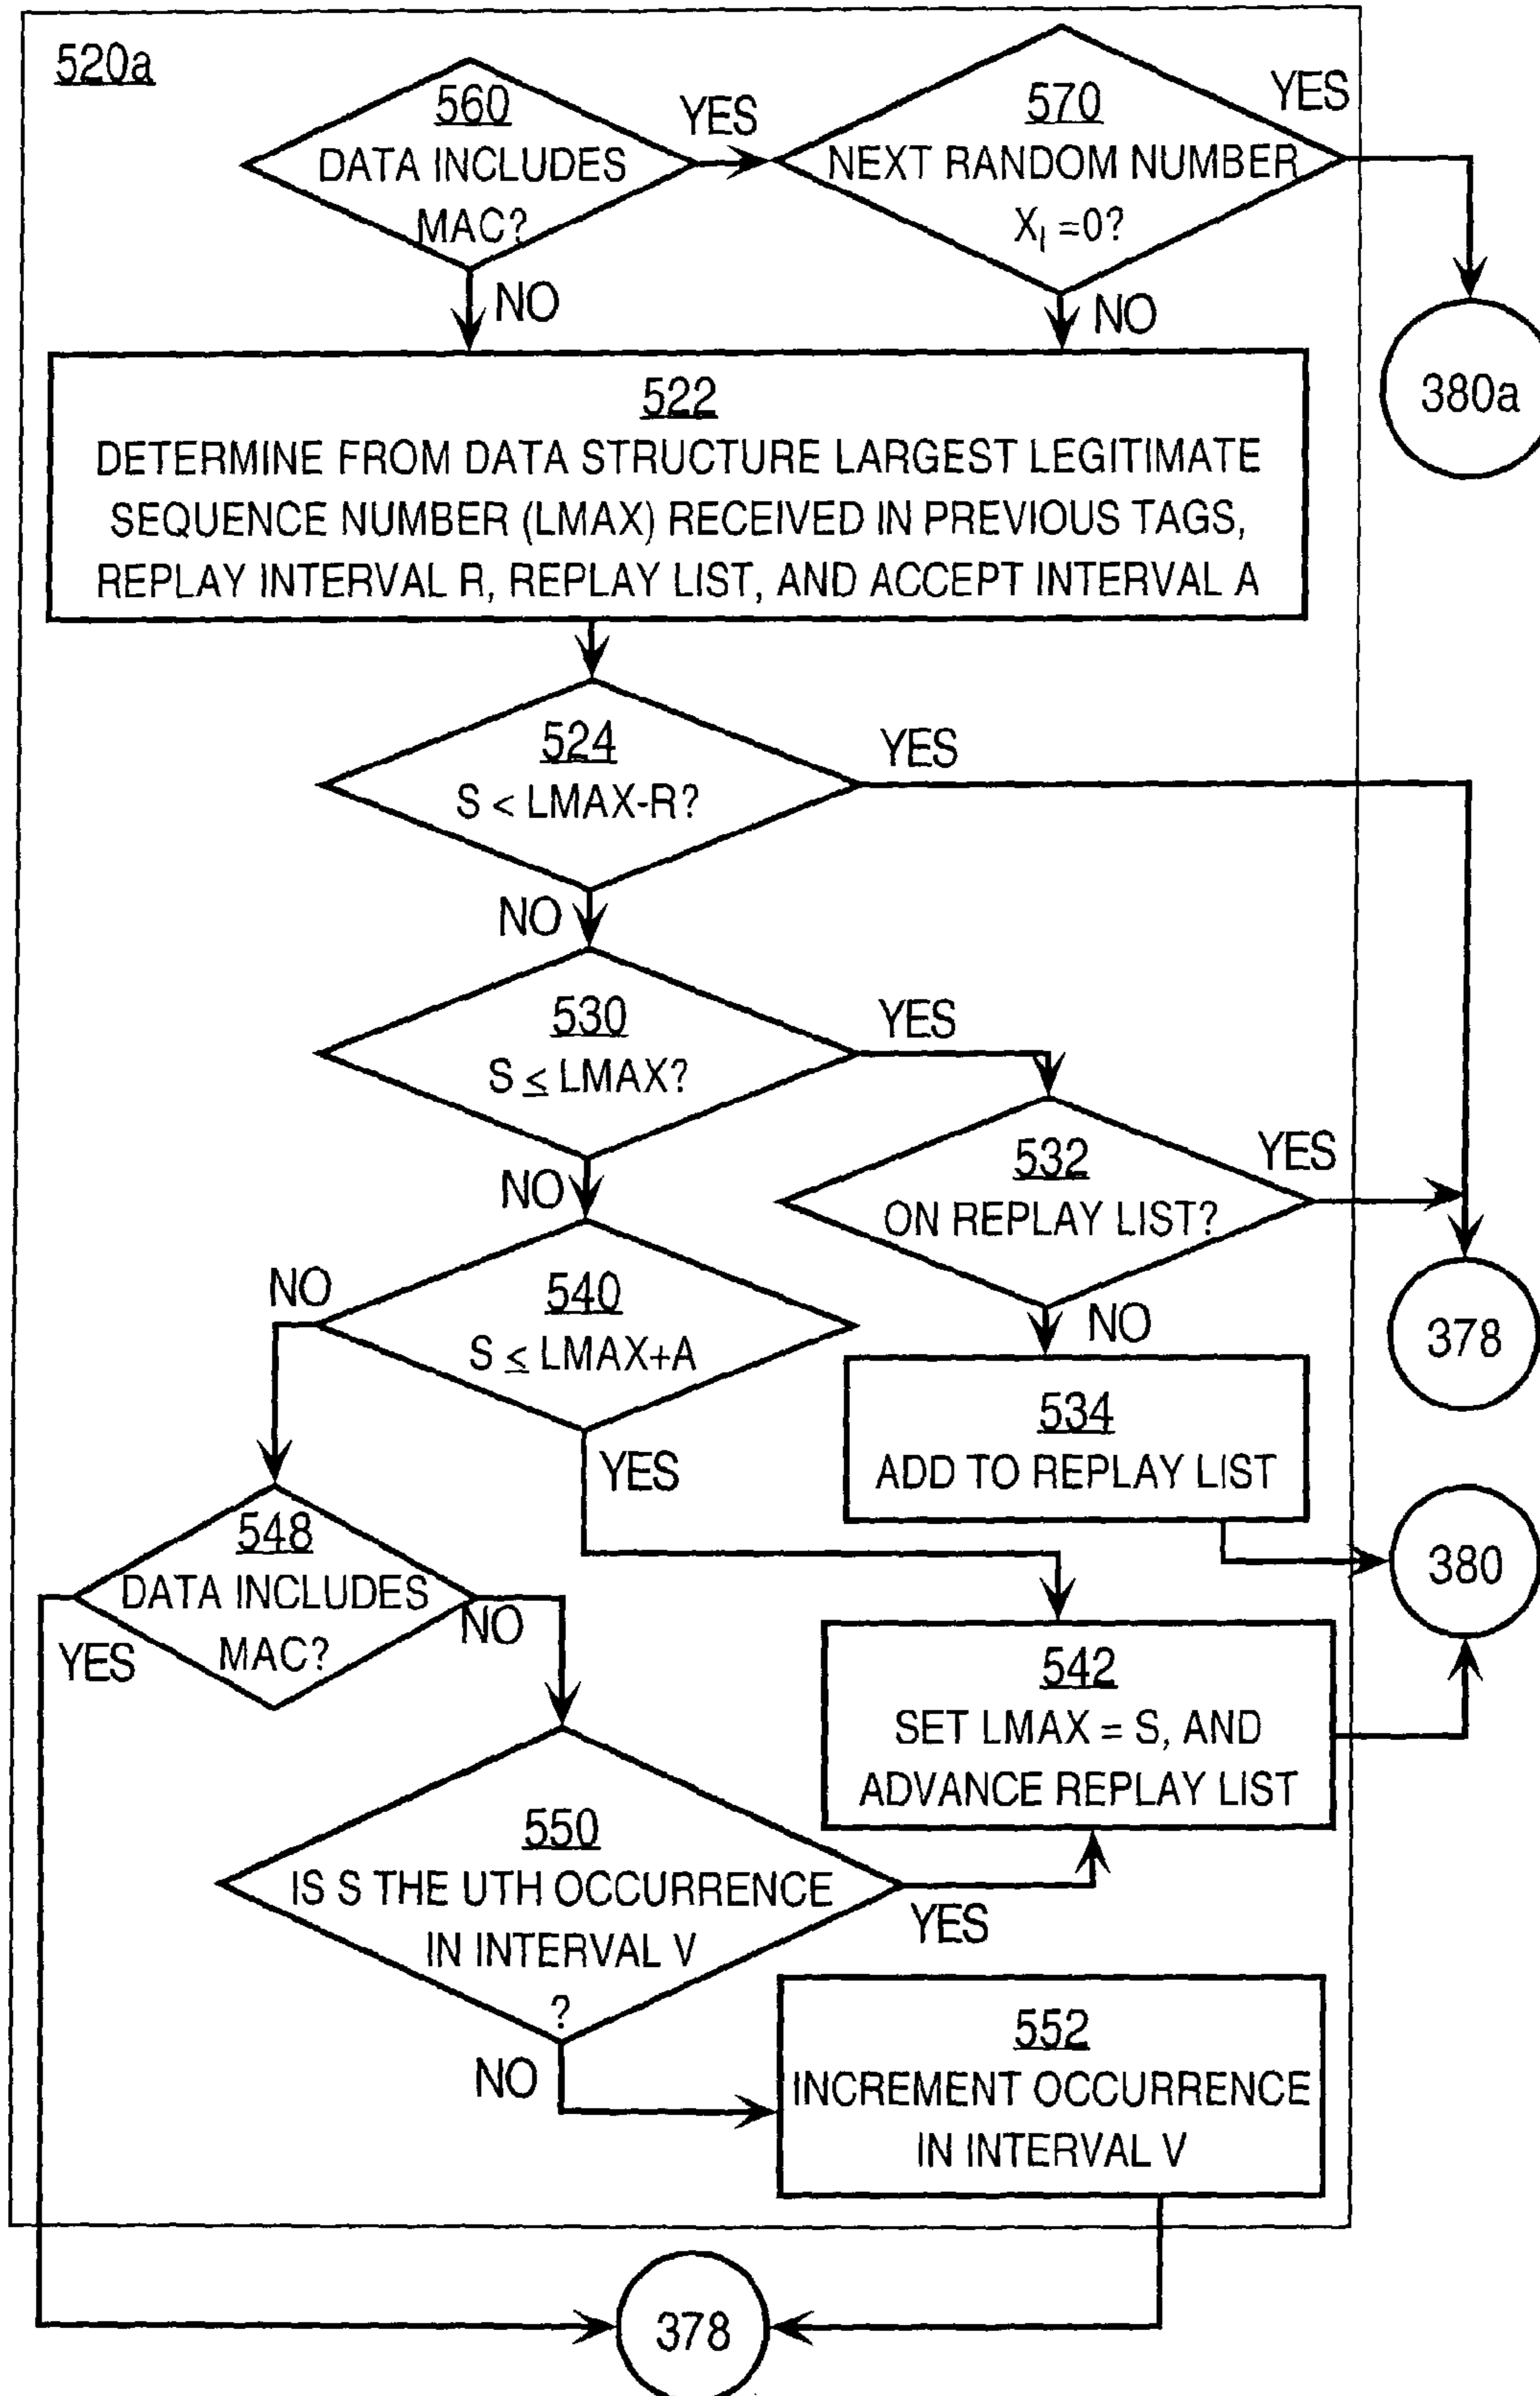 520a
560
DATA INCLUDES
MAC?
YES
570
NEXT RANDOM NUMBER
X_I =0?
YES
NO
NO
380a
522
DETERMINE FROM DATA STRUCTURE LARGEST LEGITIMATE
SEQUENCE NUMBER (LMAX) RECEIVED IN PREVIOUS TAGS,
REPLAY INTERVAL R, REPLAY LIST, AND ACCEPT INTERVAL A
524
S < LMAX-R?
YES
NO
530
S ≤ LMAX?
YES
532
ON REPLAY LIST?
YES
NO
540
S ≤ LMAX+A
NO
YES
NO
378
534
ADD TO REPLAY LIST
380
548
DATA INCLUDES
MAC?
YES
NO
542
SET LMAX = S, AND
ADVANCE REPLAY LIST
550
IS S THE UTH OCCURRENCE
IN INTERVAL V
?
YES
NO
552
INCREMENT OCCURRENCE
IN INTERVAL V
378